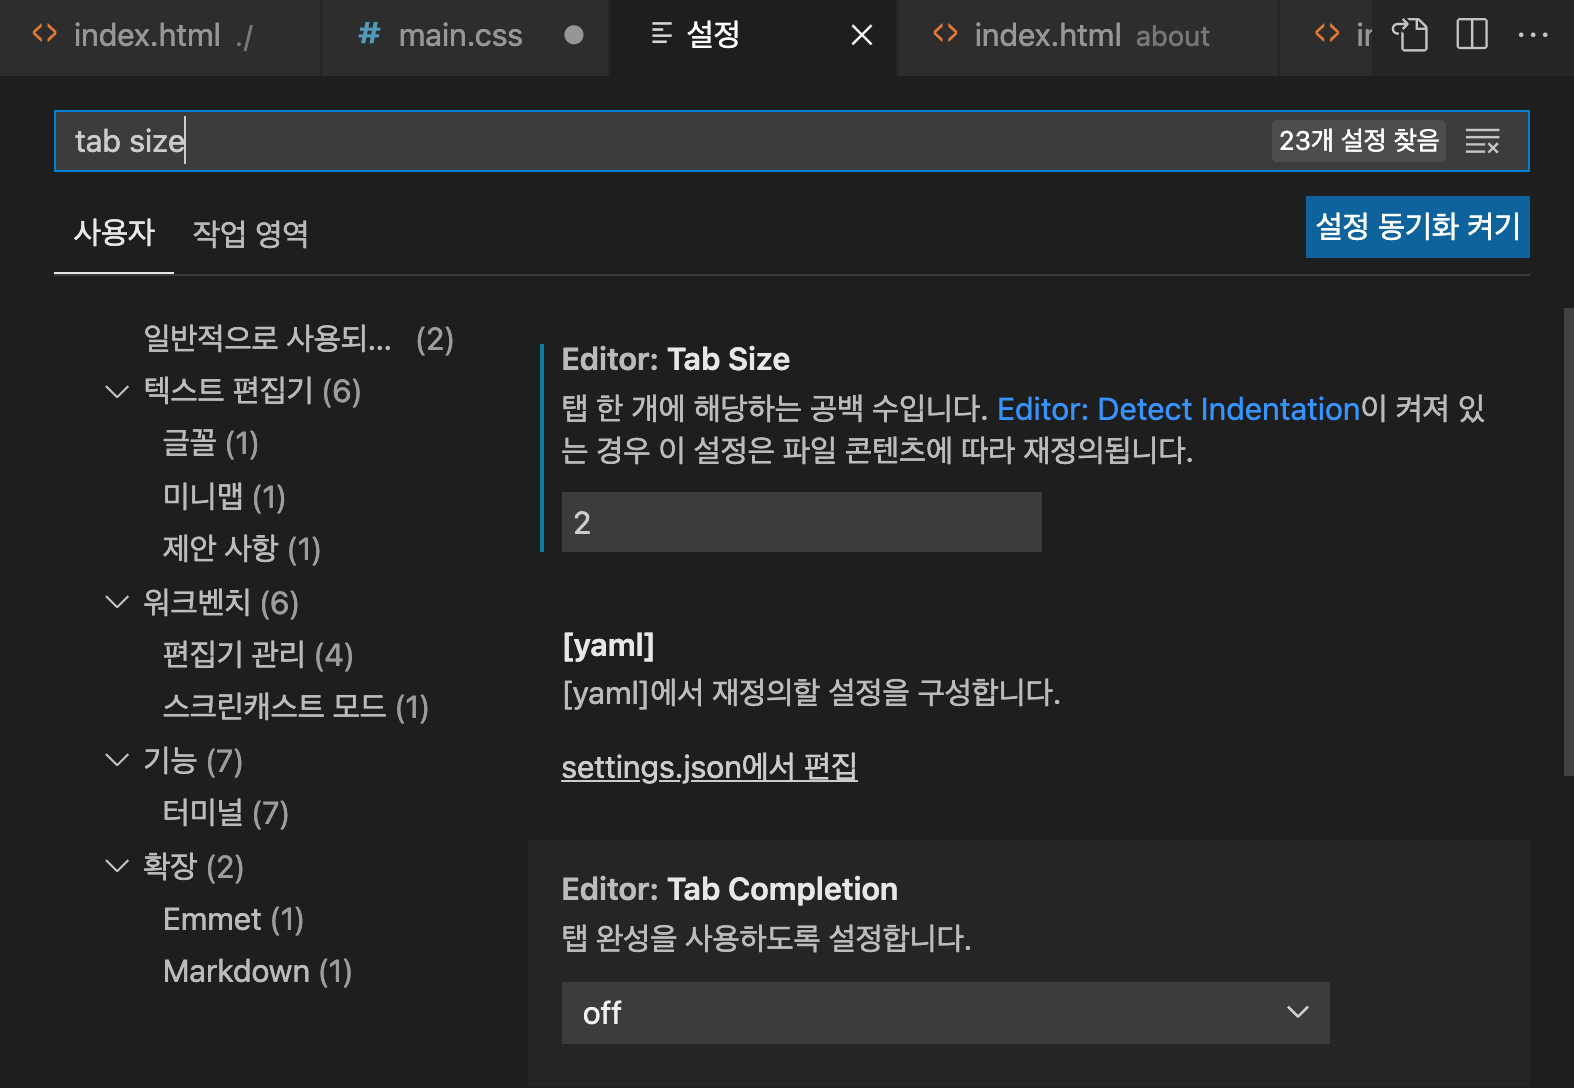 index.html ./
# main.css
설정
index.html about
tab size
23개 설정 찾음
사용자
작업 영역
설정 동기화 켜기
일반적으로 사용되... (2)
텍스트 편집기 (6)
글꼴 (1)
미니맵 (1)
제안 사항 (1)
워크벤치 (6)
편집기 관리 (4)
스크린캐스트 모드 (1)
기능 (7)
터미널 (7)
확장 (2)
Emmet (1)
Markdown (1)
Editor: Tab Size
탭 한 개에 해당하는 공백 수입니다. Editor: Detect Indentation이 켜져 있
는 경우 이 설정은 파일 콘텐츠에 따라 재정의됩니다.
2
[yaml]
[yaml]에서 재정의할 설정을 구성합니다.
settings.json에서 편집
Editor: Tab Completion
탭 완성을 사용하도록 설정합니다.
off